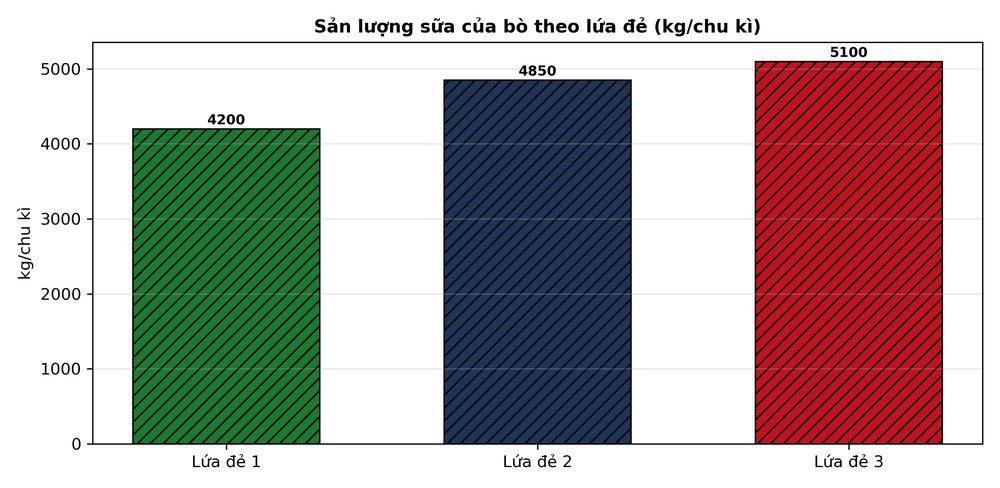 Sản lượng sữa của bò theo lứa đẻ (kg/chu kì)
kg/chu kì
5000
4000
3000
2000
1000
0
4200
4850
5100
Lứa đẻ 1
Lứa đẻ 2
Lứa đẻ 3